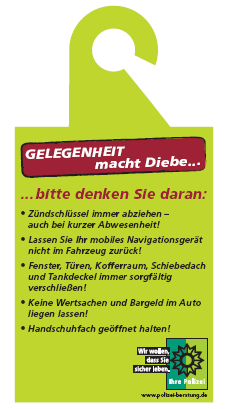 GELEGENHEIT
macht Diebe...
...bitte denken Sie daran:
• Zündschlüssel immer abziehen –
auch bei kurzer Abwesenheit!
• Lassen Sie Ihr mobiles Navigationsgerät
nicht im Fahrzeug zurück!
• Fenster, Türen, Kofferraum, Schiebedach
und Tankdeckel immer sorgfältig
verschließen!
• Keine Wertsachen und Bargeld im Auto
liegen lassen!
• Handschuhfach geöffnet halten!
Wir wollen,
dass Sie
sicher leben.
Ihre Polizei
www.polizei-beratung.de